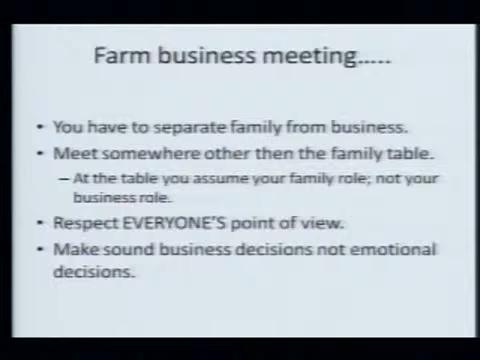 Farm business meeting.....
• You have to separate family from business.
• Meet somewhere other then the family table.
– At the table you assume your family role; not your
business role.
• Respect EVERYONE'S point of view.
• Make sound business decisions not emotional
decisions.